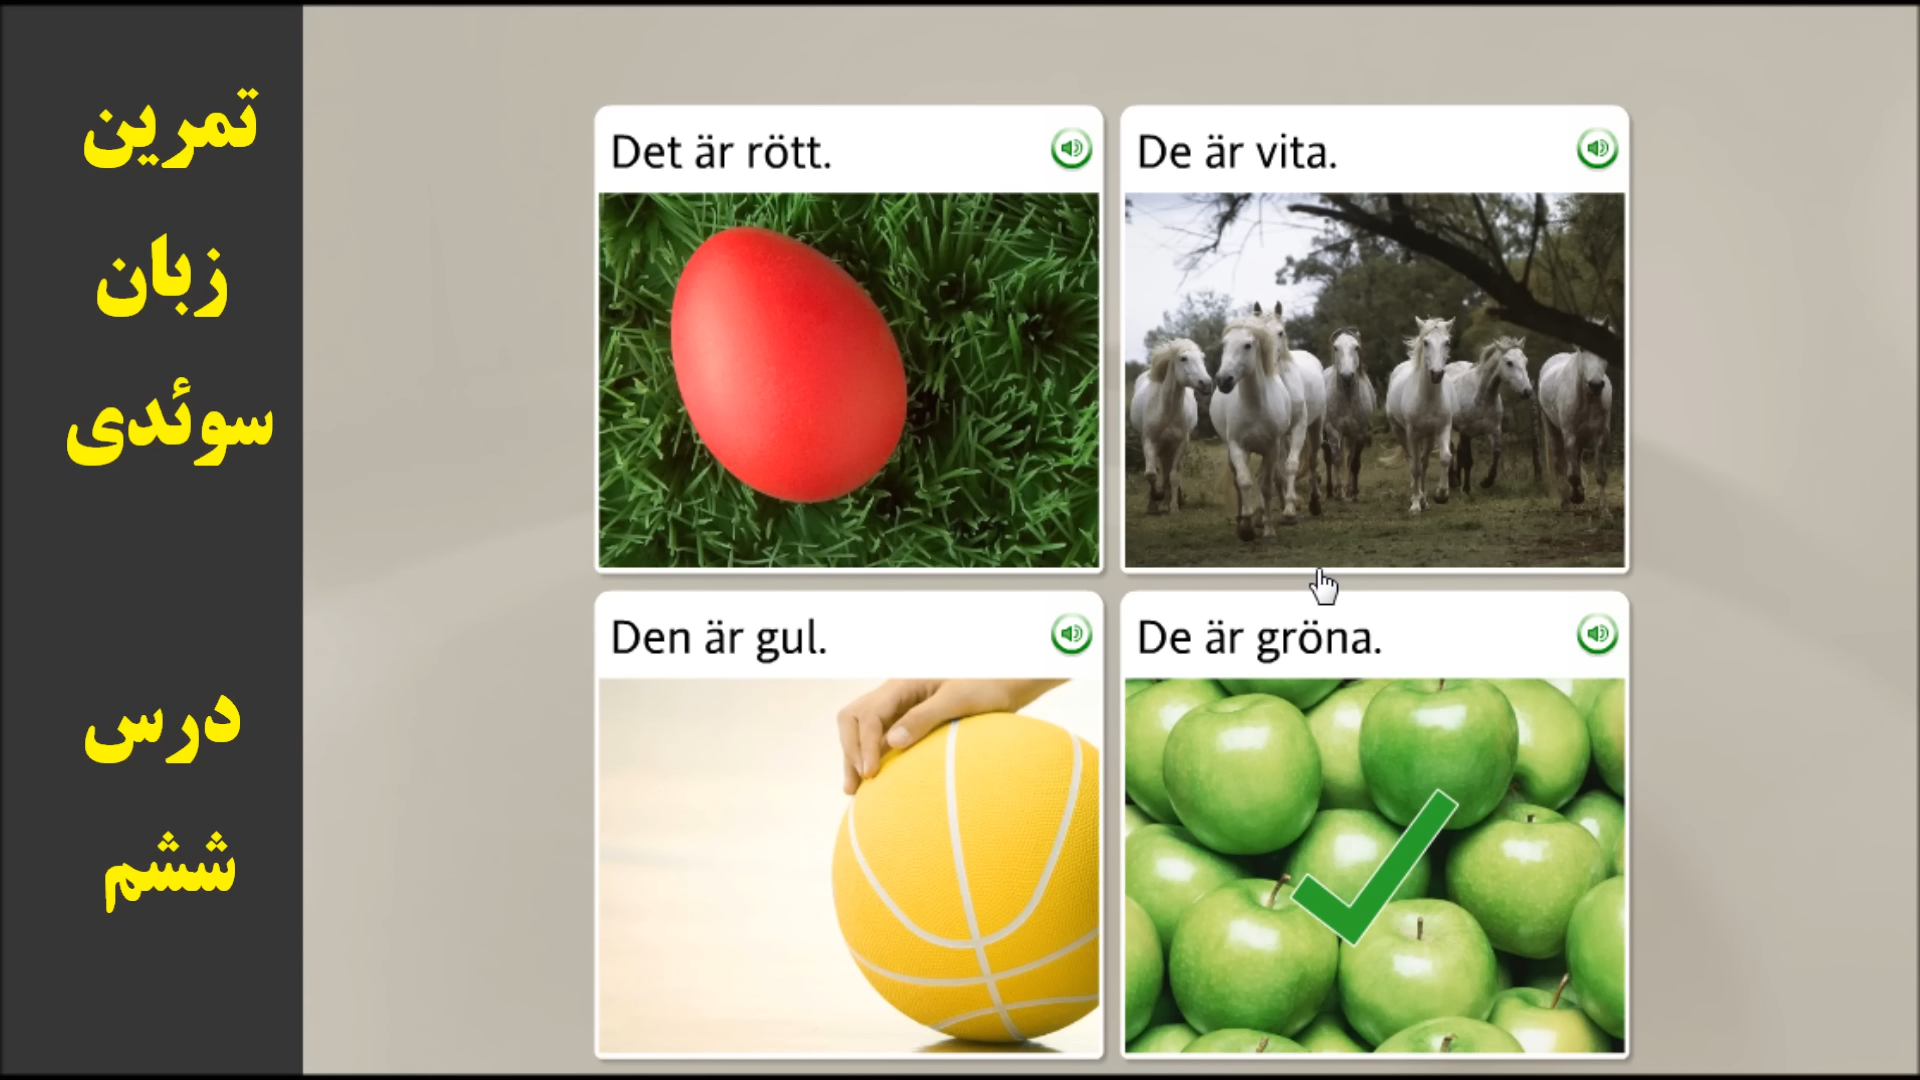 تمرین
زبان
سوئدی
درس
ششم
Det är rött.
De är vita.
Den är gul.
De är gröna.